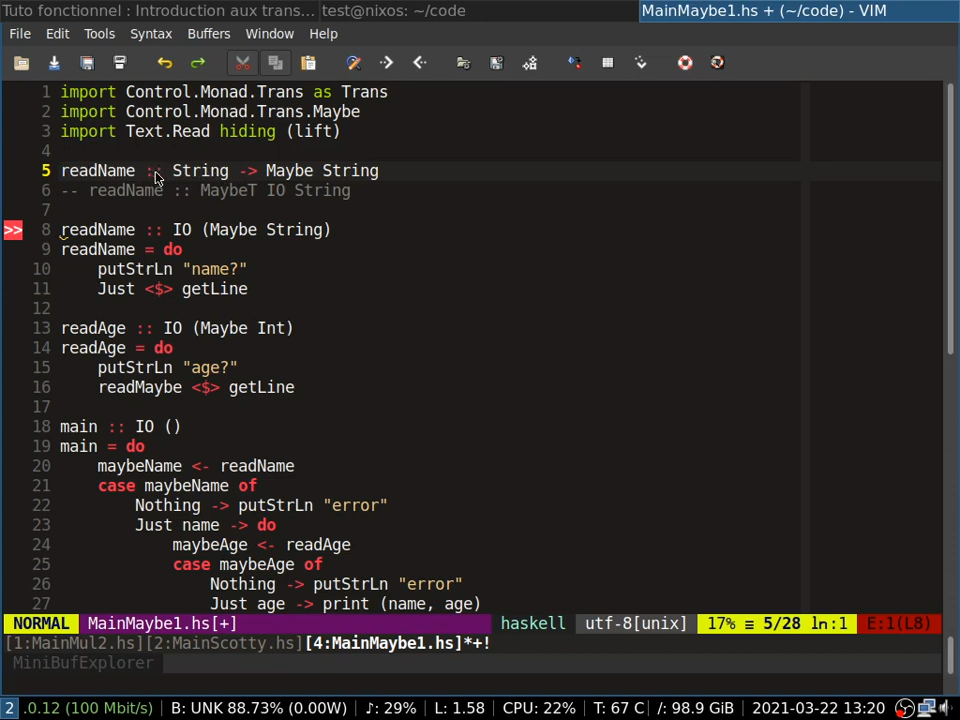 Tuto fonctionnel : Introduction aux trans... test@nixos: ~/code MainMaybe1.hs + (~/code) - VIM
File Edit Tools Syntax Buffers Window Help
1 import Control.Monad.Trans as Trans
2 import Control.Monad.Trans.Maybe
3 import Text.Read hiding (lift)
4
5 readName :: String -> Maybe String
6 -- readName :: MaybeT IO String
7
>> 8 readName :: IO (Maybe String)
9 readName = do
10 putStrLn "name?"
11 Just <$> getLine
12
13 readAge :: IO (Maybe Int)
14 readAge = do
15 putStrLn "age?"
16 readMaybe <$> getLine
17
18 main :: IO ()
19 main = do
20 maybeName <- readName
21 case maybeName of
22 Nothing -> putStrLn "error"
23 Just name -> do
24 maybeAge <- readAge
25 case maybeAge of
26 Nothing -> putStrLn "error"
27 Just age -> print (name, age)
NORMAL MainMaybe1.hs[+] haskell utf-8[unix] 17% ≡ 5/28 ln:1 E:1(L8)
[1:MainMul2.hs][2:MainScotty.hs][4:MainMaybe1.hs]*+!
MiniBufExplorer
2 .0.12 (100 Mbit/s) B: UNK 88.73% (0.00W) ♪: 29% L: 1.58 CPU: 22% T: 67 C /: 98.9 GiB 2021-03-22 13:20